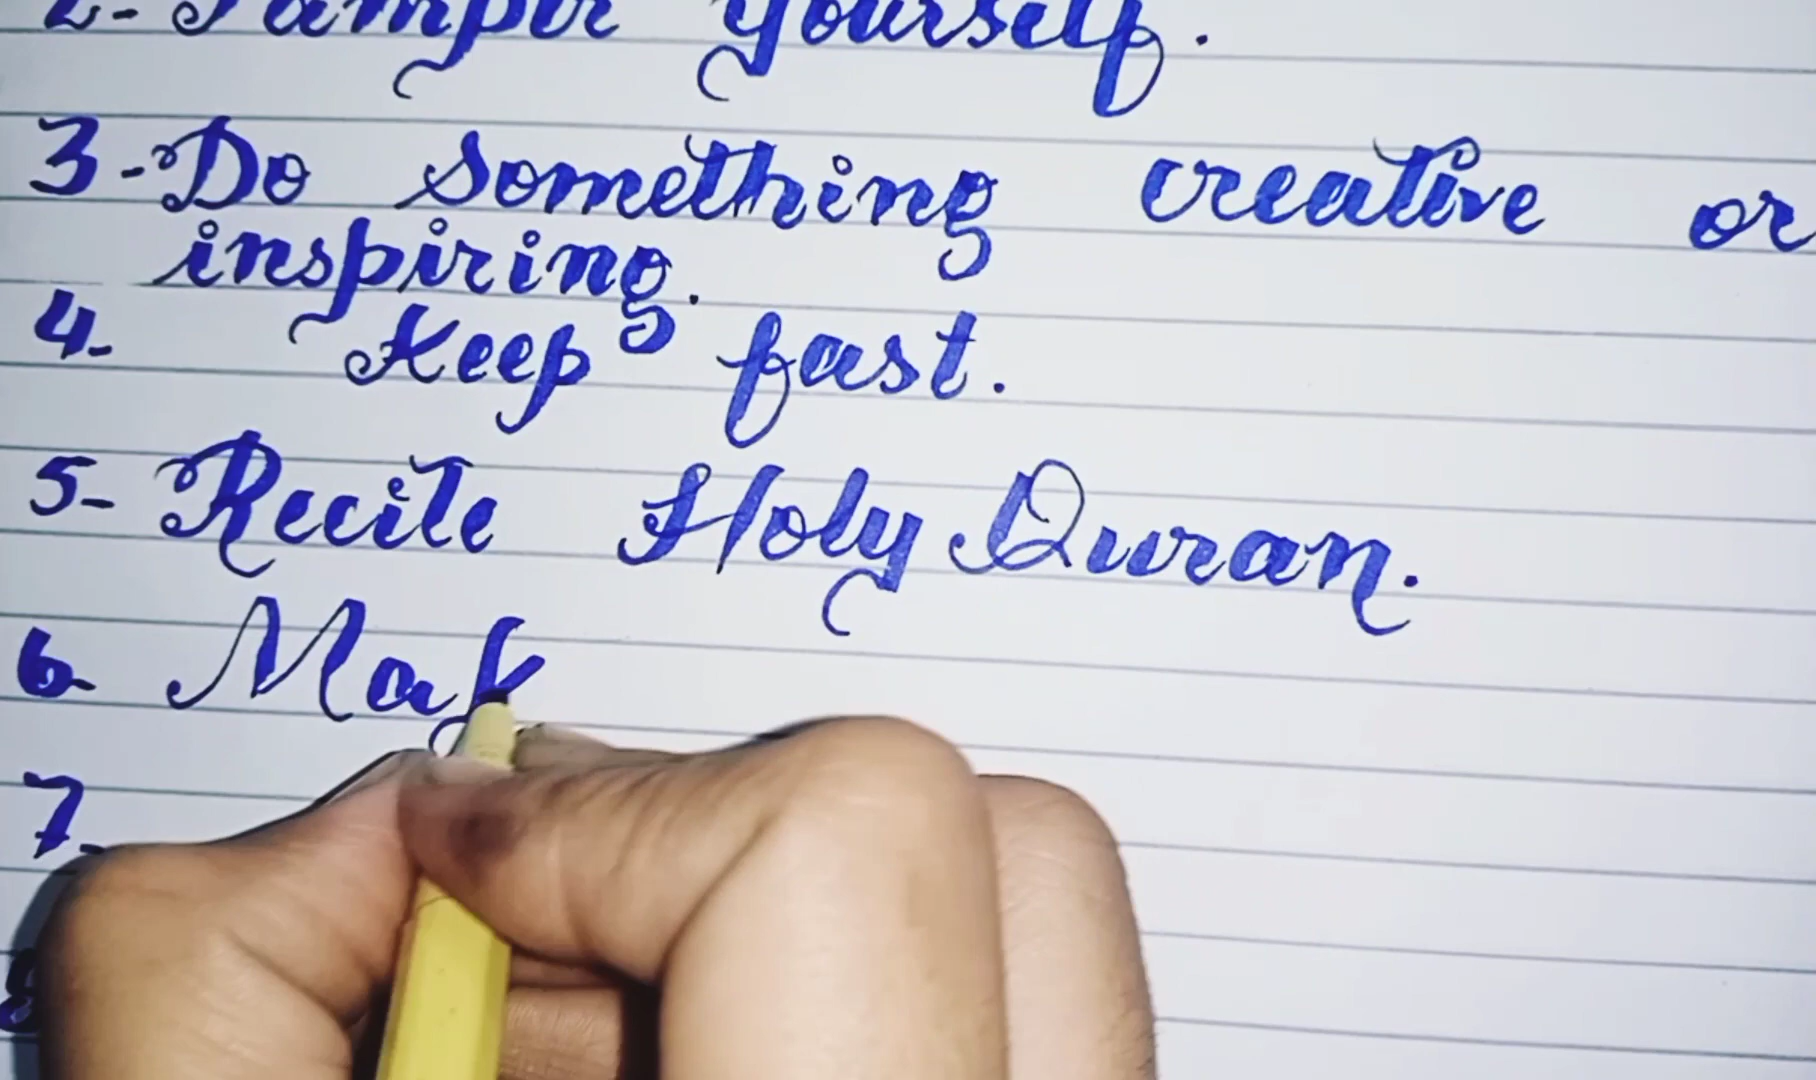 2- Pamper yourself.
3- Do something creative or
inspiring.
4- Keep fast.
5- Recite Holy Quran.
6- Mak
7-
8